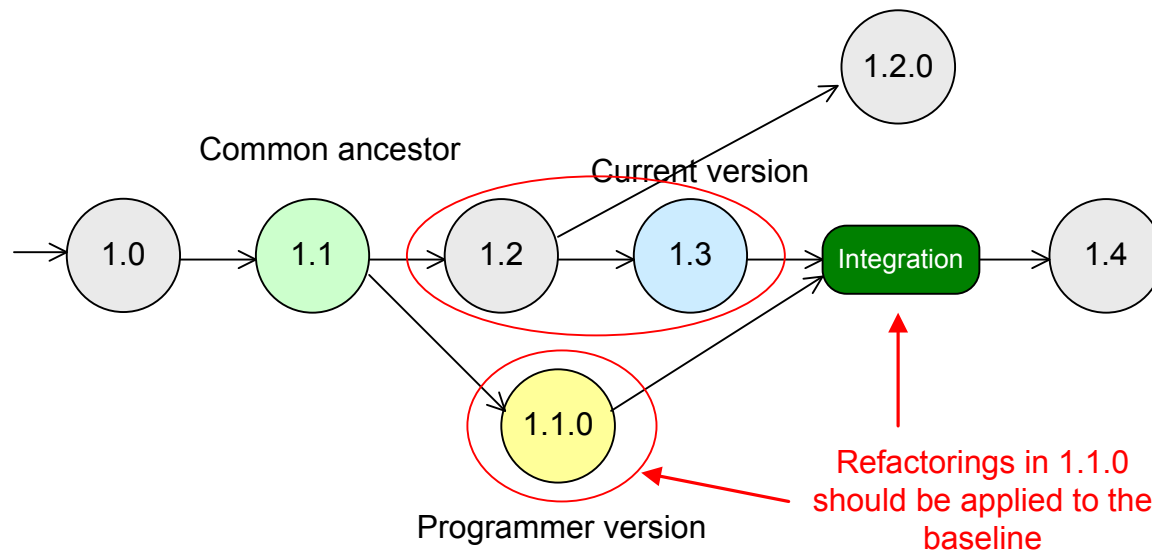 1.2.0
Common ancestor
Current version
1.0
1.1
1.2
1.3
Integration
1.4
1.1.0
Programmer version
Refactorings in 1.1.0
should be applied to the
baseline